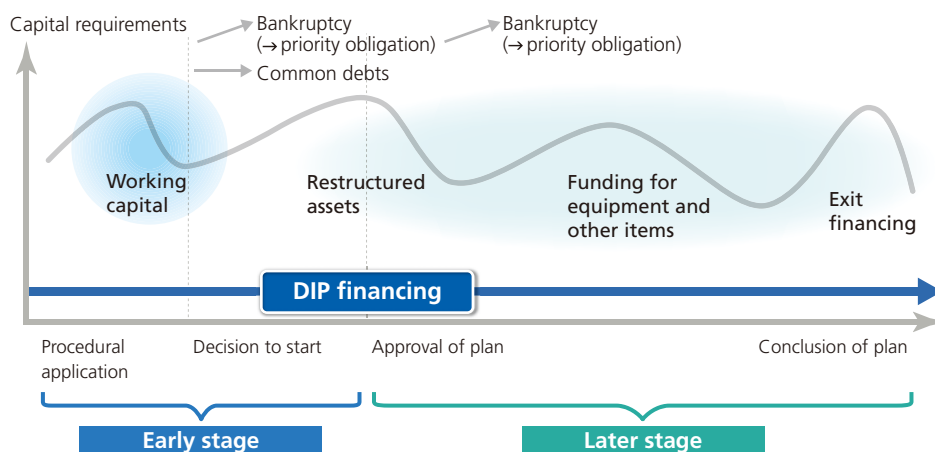 Capital requirements
Bankruptcy
(→ priority obligation)
Bankruptcy
(→ priority obligation)
Common debts
Working
capital
Restructured
assets
Funding for
equipment and
other items
Exit
financing
DIP financing
Procedural
application
Decision to start
Approval of plan
Conclusion of plan
Early stage
Later stage